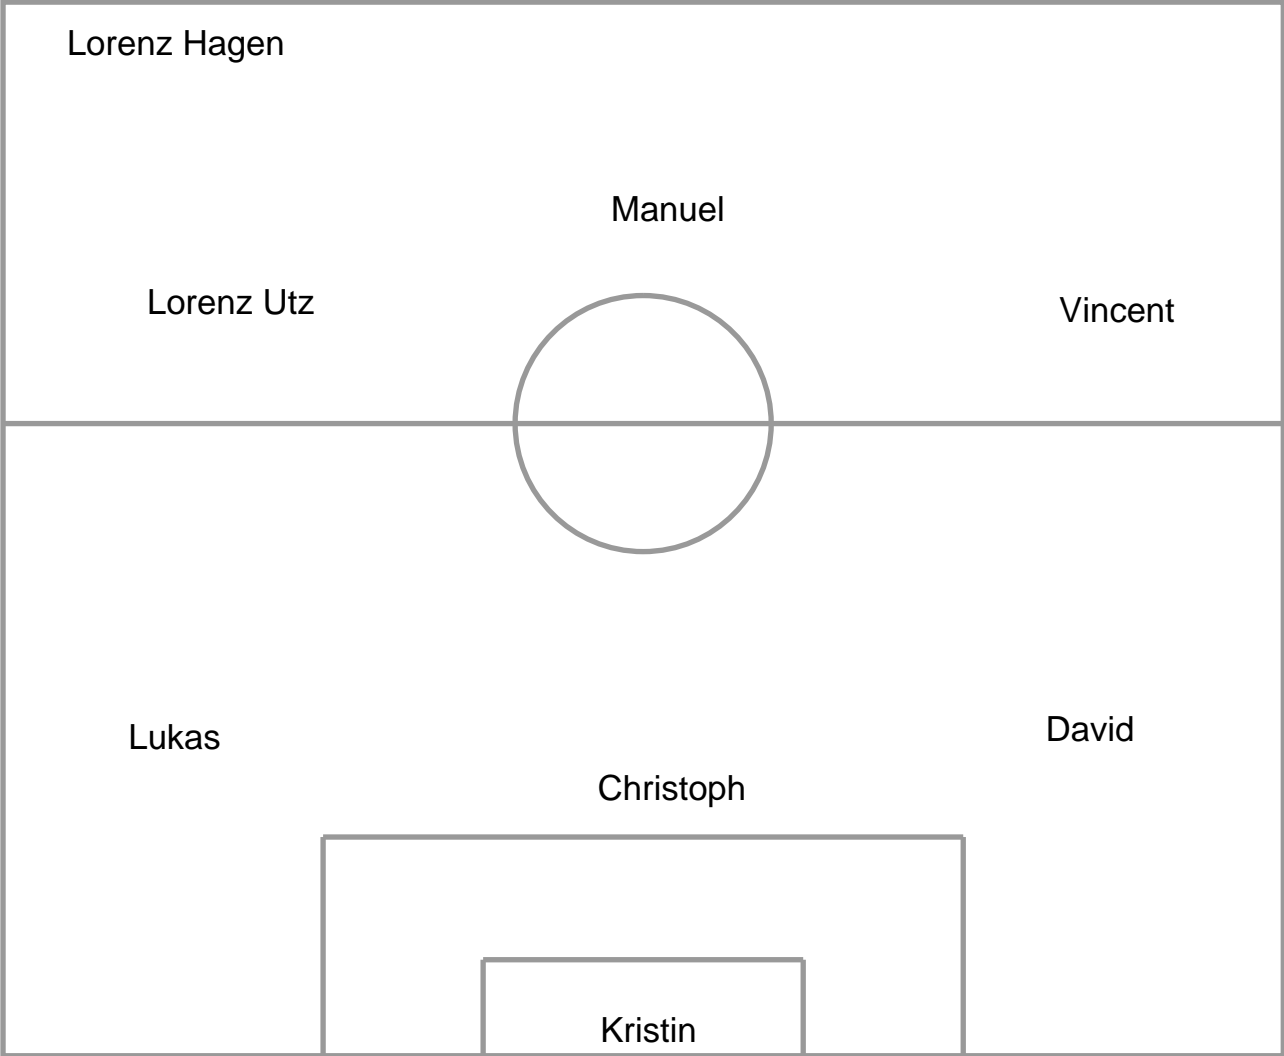 Lorenz Hagen
Manuel
Lorenz Utz
Vincent
Lukas
David
Christoph
Kristin